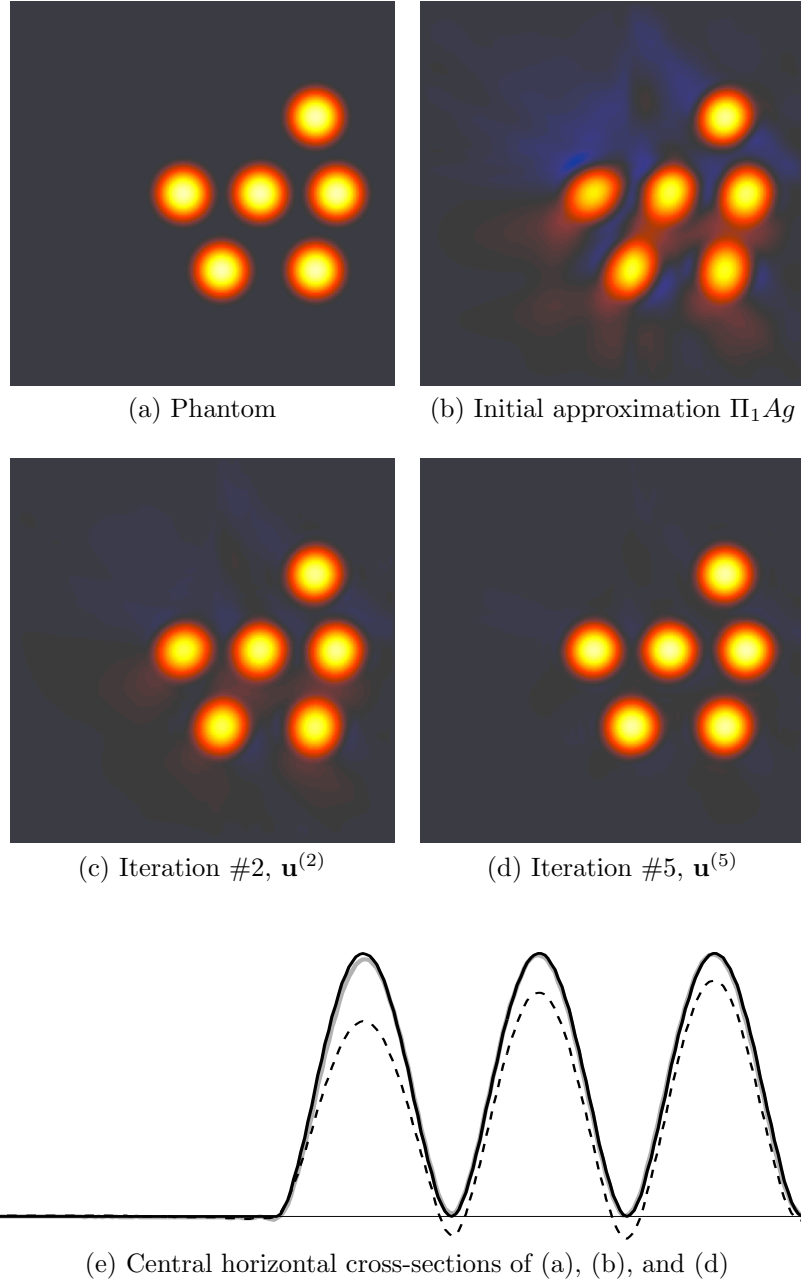 (a) Phantom
(b) Initial approximation Π₁Ag
(c) Iteration #2, 𝐮⁽²⁾
(d) Iteration #5, 𝐮⁽⁵⁾
(e) Central horizontal cross-sections of (a), (b), and (d)